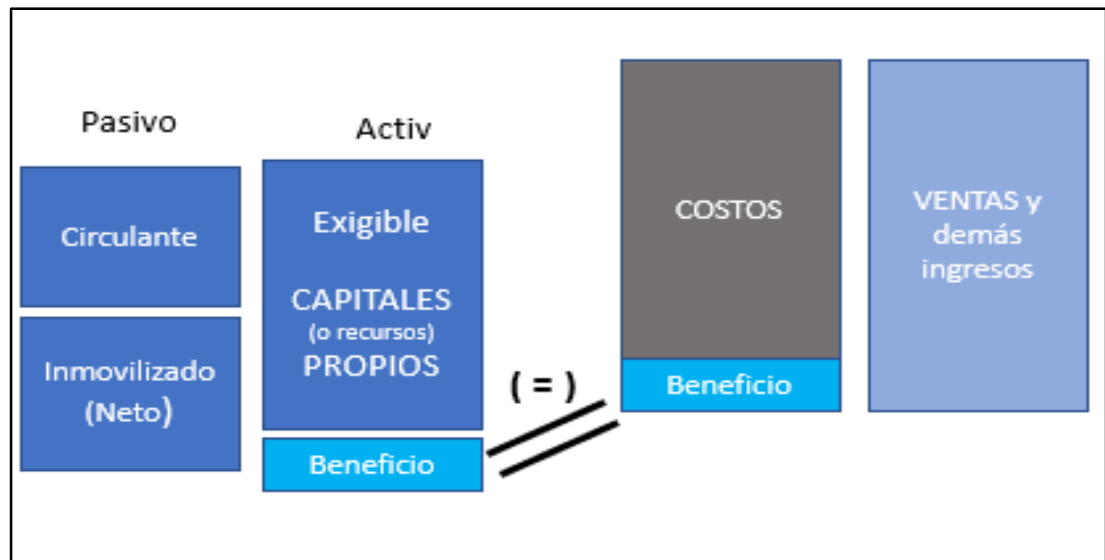 Pasivo
Activ
Circulante
Inmovilizado
(Neto)
Exigible
CAPITALES
(o recursos)
PROPIOS
Beneficio
( = )
COSTOS
Beneficio
VENTAS y
demás
ingresos